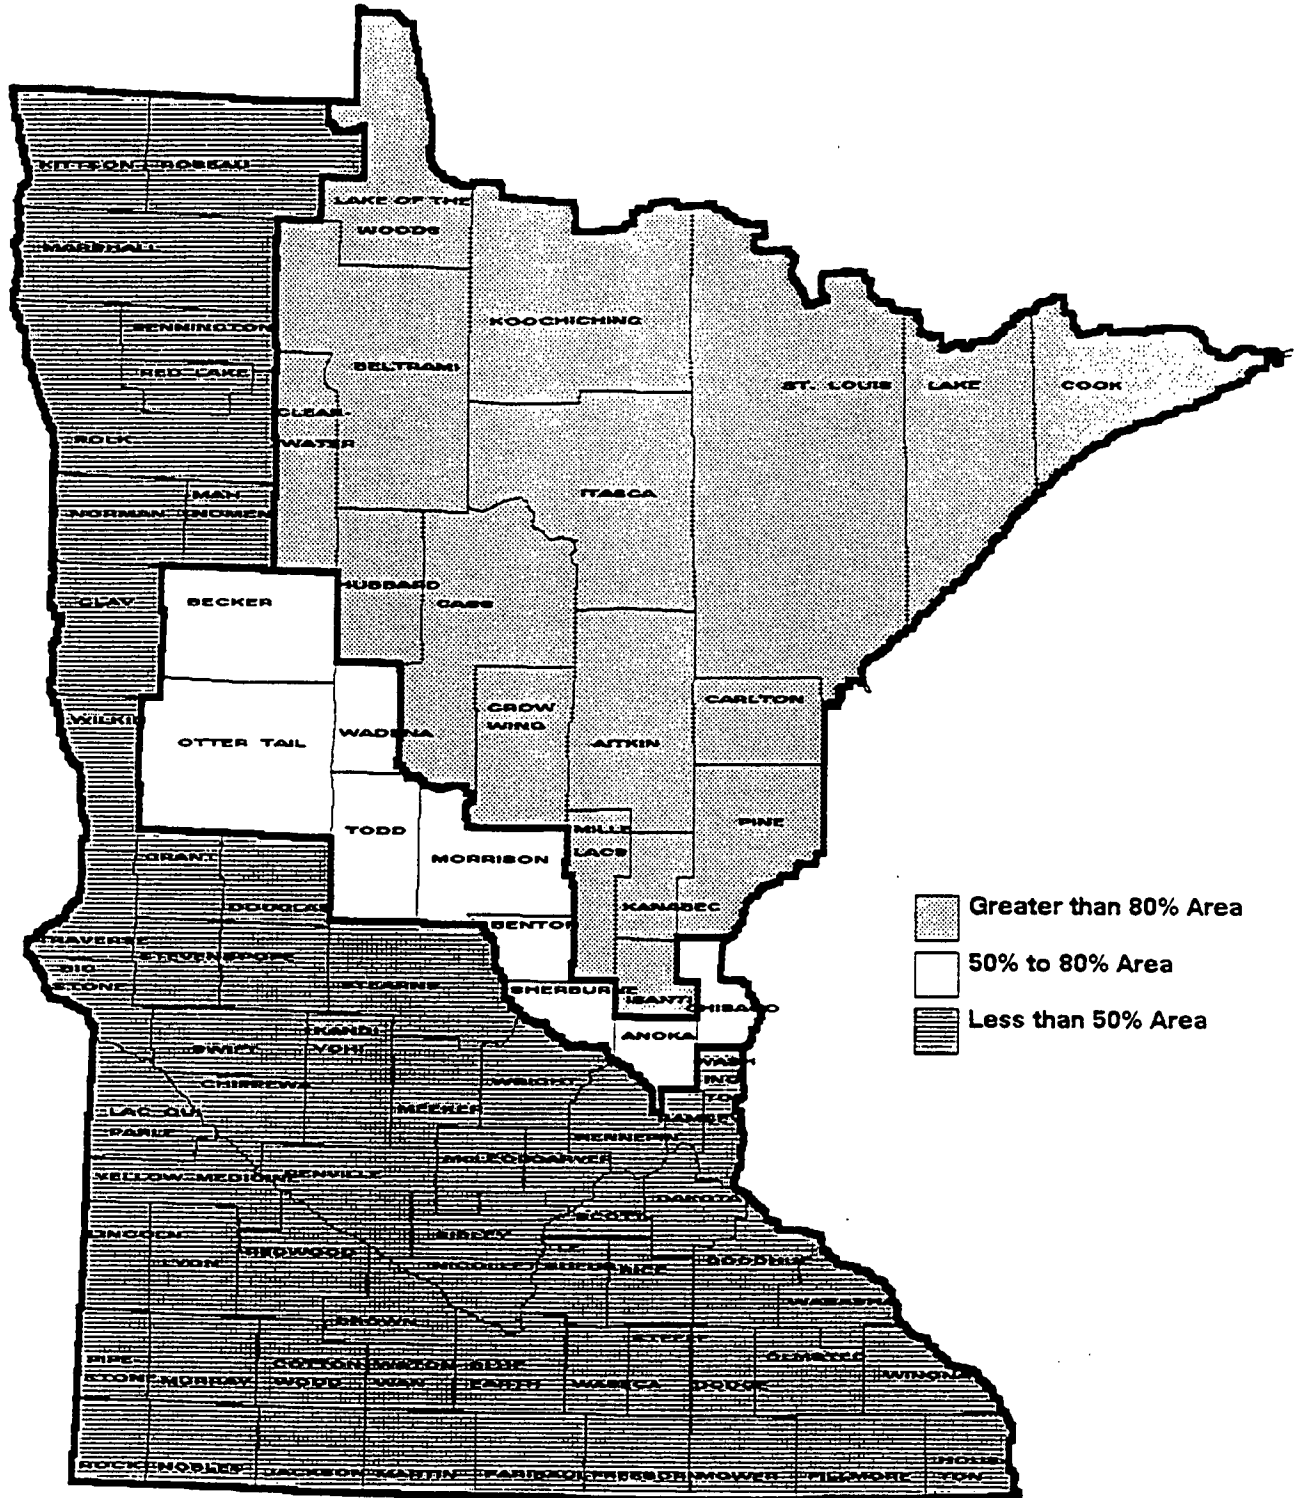 KITTSON ROSEAU
LAKE OF THE
WOODS
MARSHALL
KOOCHICHING
PENNINGTON
BELTRAMI
RED LAKE
ST. LOUIS LAKE COOK
CLEAR-
WATER
POLK
ITASCA
MAH
NORMAN NOMEN
HUBBARD
CLAY BECKER CASS
CARLTON
CROW
WING
WILKIN
WADENA
OTTER TAIL AITKIN
PINE
TODD MILLE
LACS
GRANT MORRISON
DOUGLAS KANABEC
Greater than 80% Area
BENTON
TRAVERSE
STEVENS POPE
50% to 80% Area
BIG
STONE STEARNS
SHERBURNE ISANTI
CHISAGO
Less than 50% Area
KANDI
YOHI
ANOKA
SWIFT
WASH
ING
TO
CHIPPEWA WRIGHT
LAC QUI
PARLE
MEEKER
RAMSEY
HENNEPIN
MCLEOD CARVER
RENVILLE
YELLOW MEDICINE
DAKOTA
SCOTT
LINCOLN SIBLEY
LYON REDWOOD LE
NICOLLET SUEUR RICE GOODHUE
WABASHA
BROWN
STEELE
OLMSTED
PIPE-
STONE MURRAY
COTTON
WOOD
WATON
WAN
BLUE
EARTH
WASECA DODGE WINONA
ROCK NOBLES JACKSON MARTIN FARIBAULT FREEBORN MOWER FILLMORE
HOUS
TON